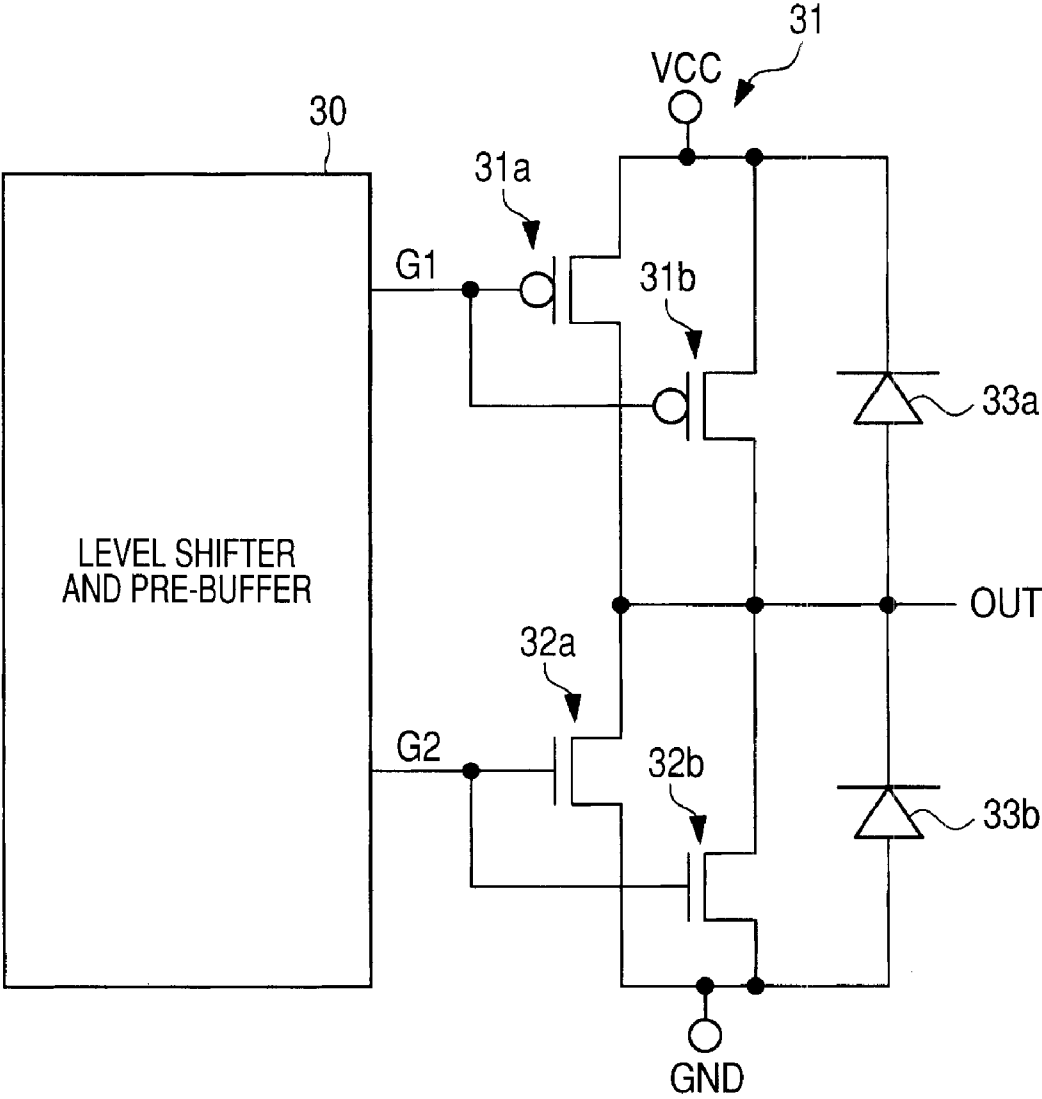 31
VCC
30
31a
G1
31b
33a
LEVEL SHIFTER
AND PRE-BUFFER
OUT
32a
G2
32b
33b
GND